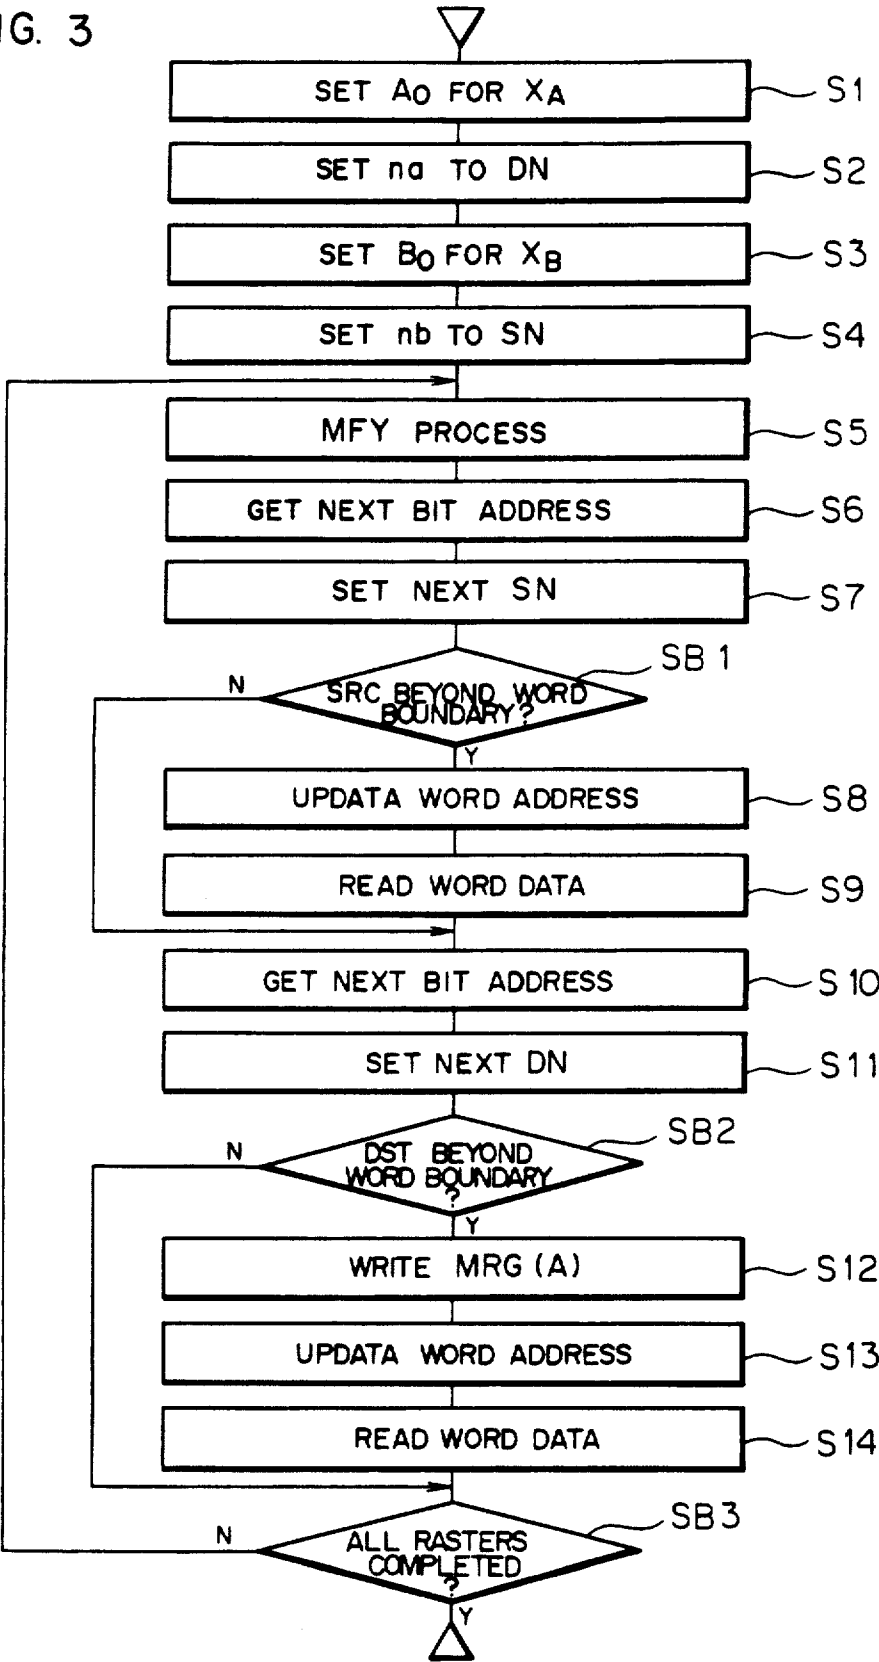 IG. 3
SET A0 FOR XA S1
SET na TO DN S2
SET B0 FOR XB S3
SET nb TO SN S4
MFY PROCESS S5
GET NEXT BIT ADDRESS S6
SET NEXT SN S7
SB1
N
SRC BEYOND WORD
BOUNDARY?
Y
UPDATA WORD ADDRESS S8
READ WORD DATA S9
GET NEXT BIT ADDRESS S10
SET NEXT DN S11
SB2
N
DST BEYOND
WORD BOUNDARY
?
Y
WRITE MRG (A) S12
UPDATA WORD ADDRESS S13
READ WORD DATA S14
SB3
N
ALL RASTERS
COMPLETED
?
Y